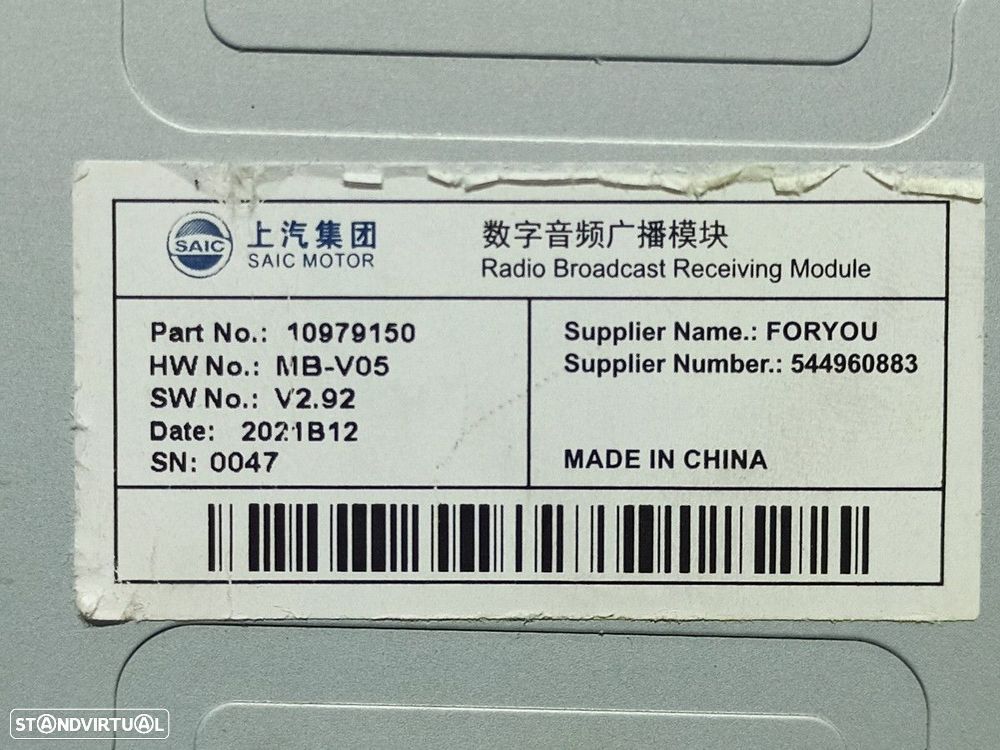 SAIC 上汽集团
SAIC MOTOR
数字音频广播模块
Radio Broadcast Receiving Module
Part No.: 10979150
HW No.: MB-V05
SW No.: V2.92
Date: 2021B12
SN: 0047
Supplier Name.: FORYOU
Supplier Number.: 544960883
MADE IN CHINA
STANDVIRTUAL